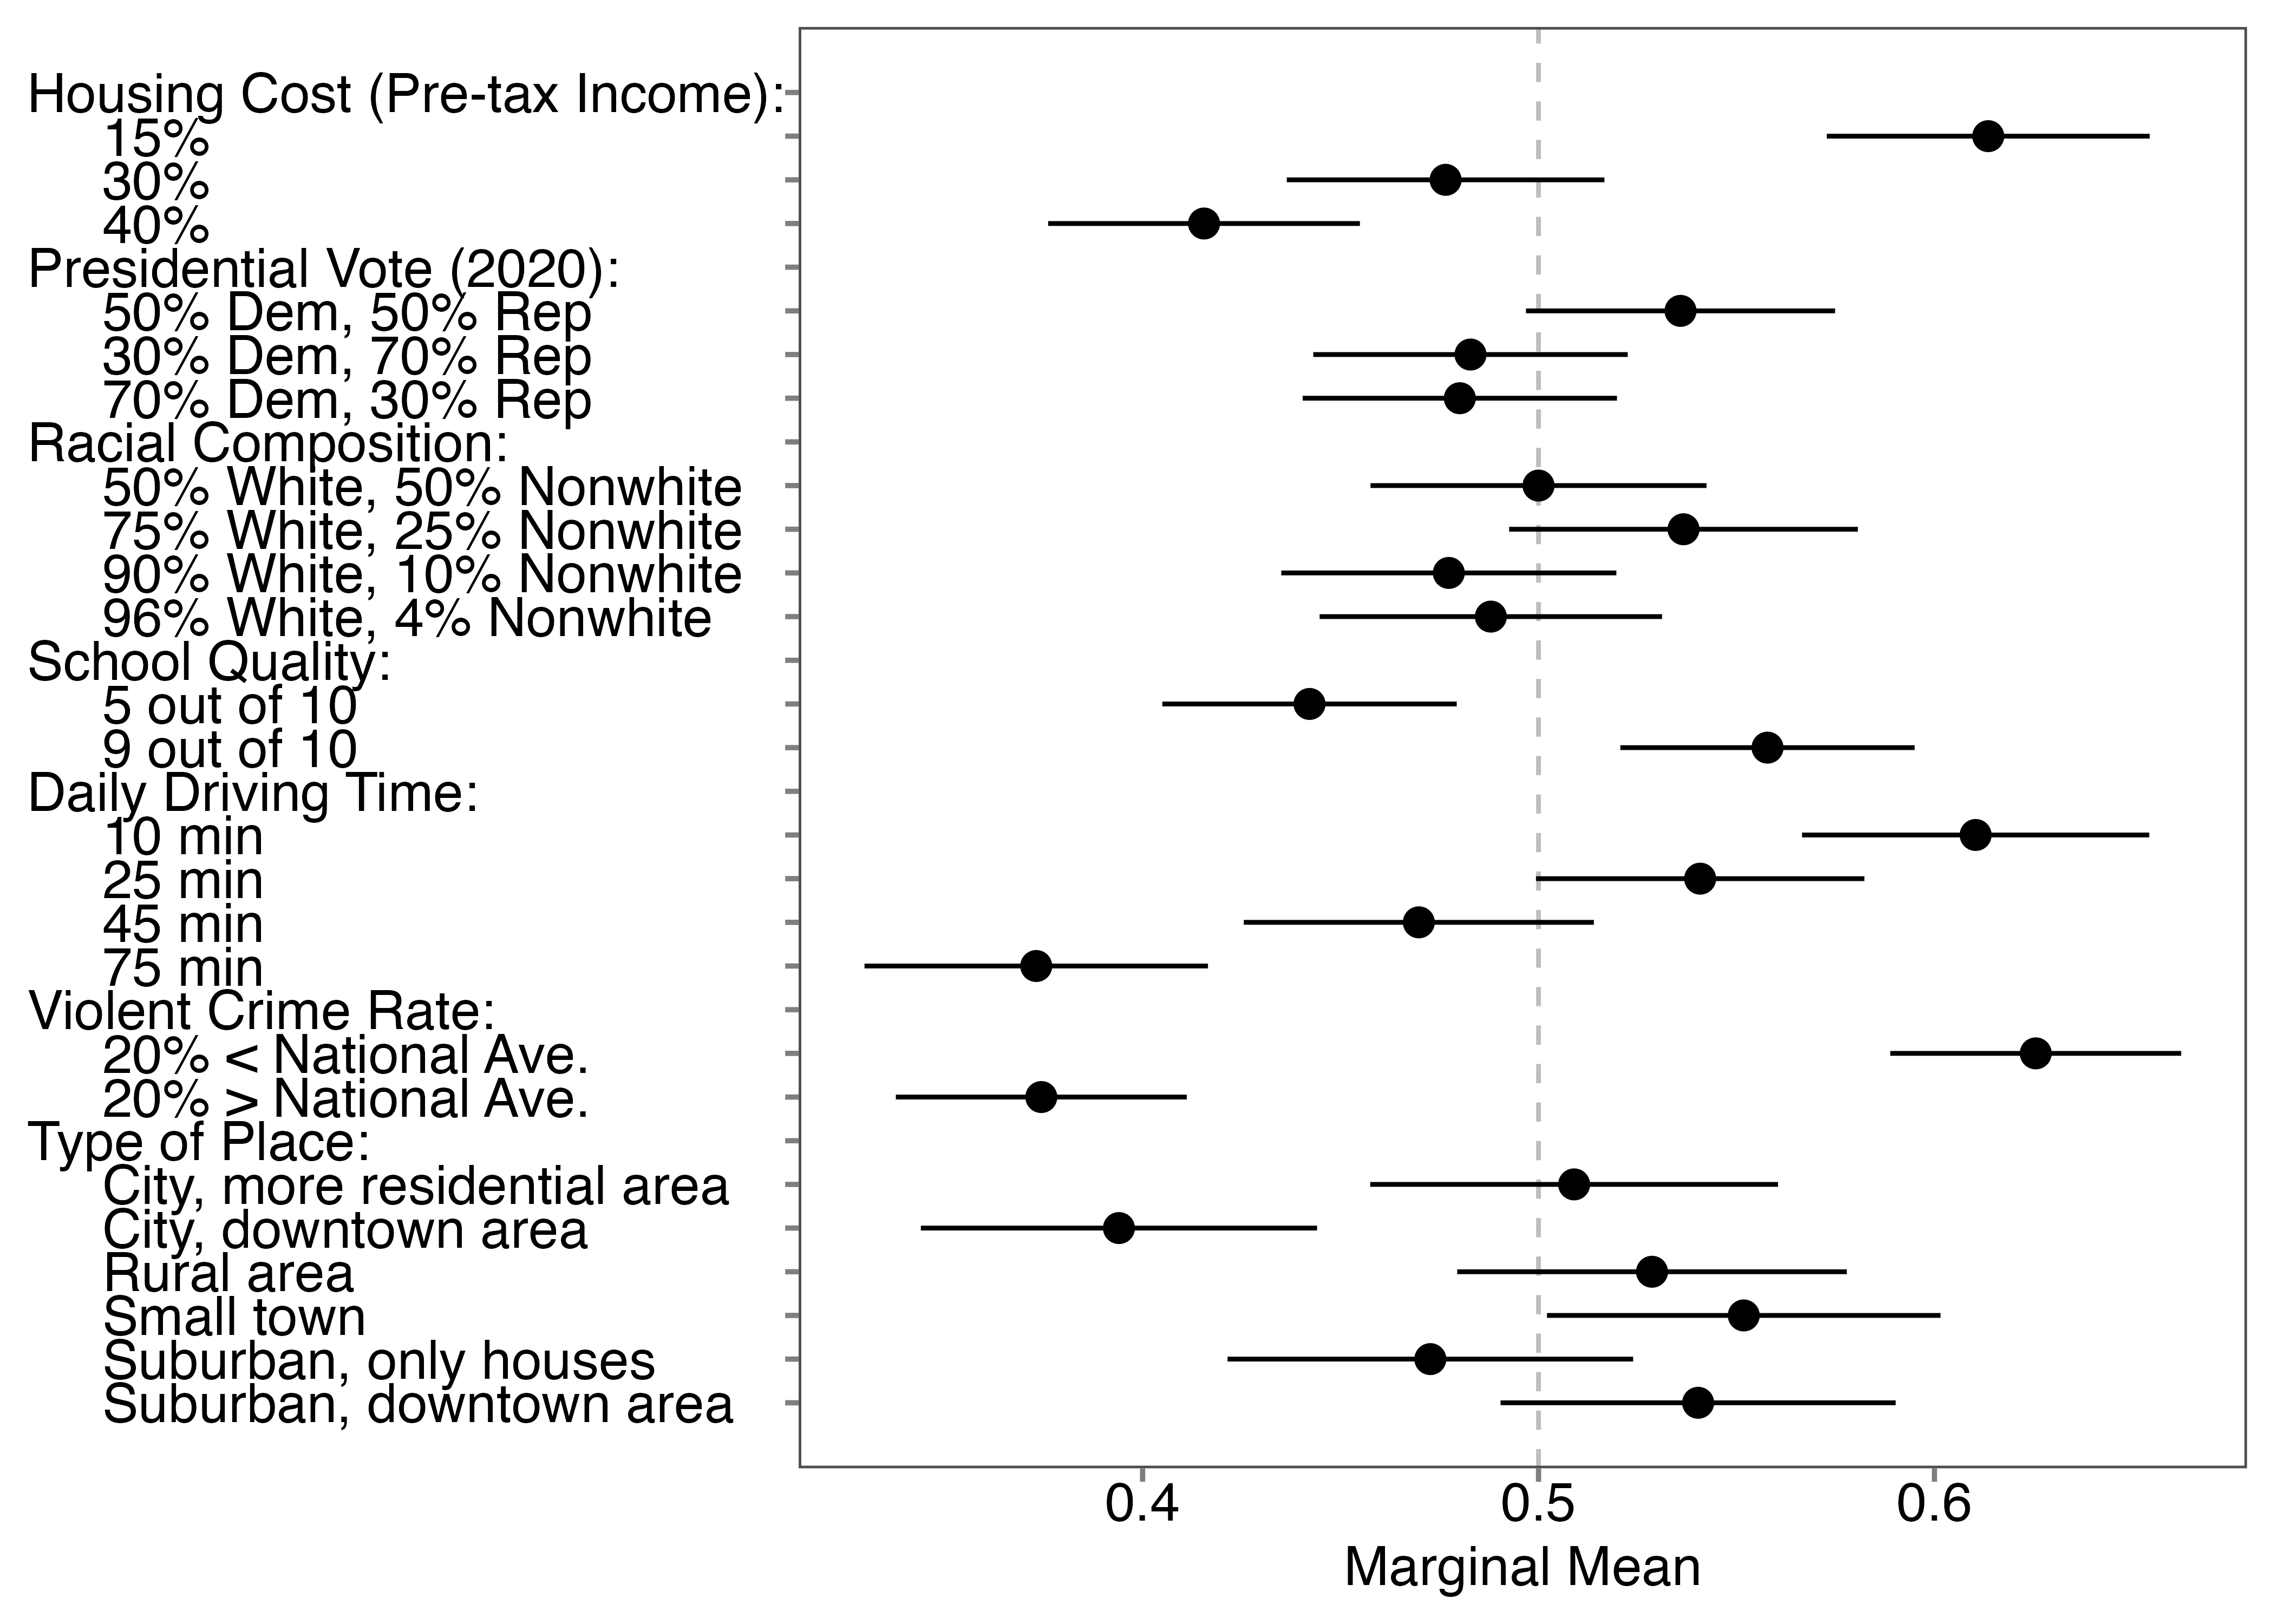 Housing Cost (Pre-tax Income):
15%
30%
40%
Presidential Vote (2020):
50% Dem, 50% Rep
30% Dem, 70% Rep
70% Dem, 30% Rep
Racial Composition:
50% White, 50% Nonwhite
75% White, 25% Nonwhite
90% White, 10% Nonwhite
96% White, 4% Nonwhite
School Quality:
5 out of 10
9 out of 10
Daily Driving Time:
10 min
25 min
45 min
75 min
Violent Crime Rate:
20% < National Ave.
20% > National Ave.
Type of Place:
City, more residential area
City, downtown area
Rural area
Small town
Suburban, only houses
Suburban, downtown area
0.4 0.5 0.6
Marginal Mean